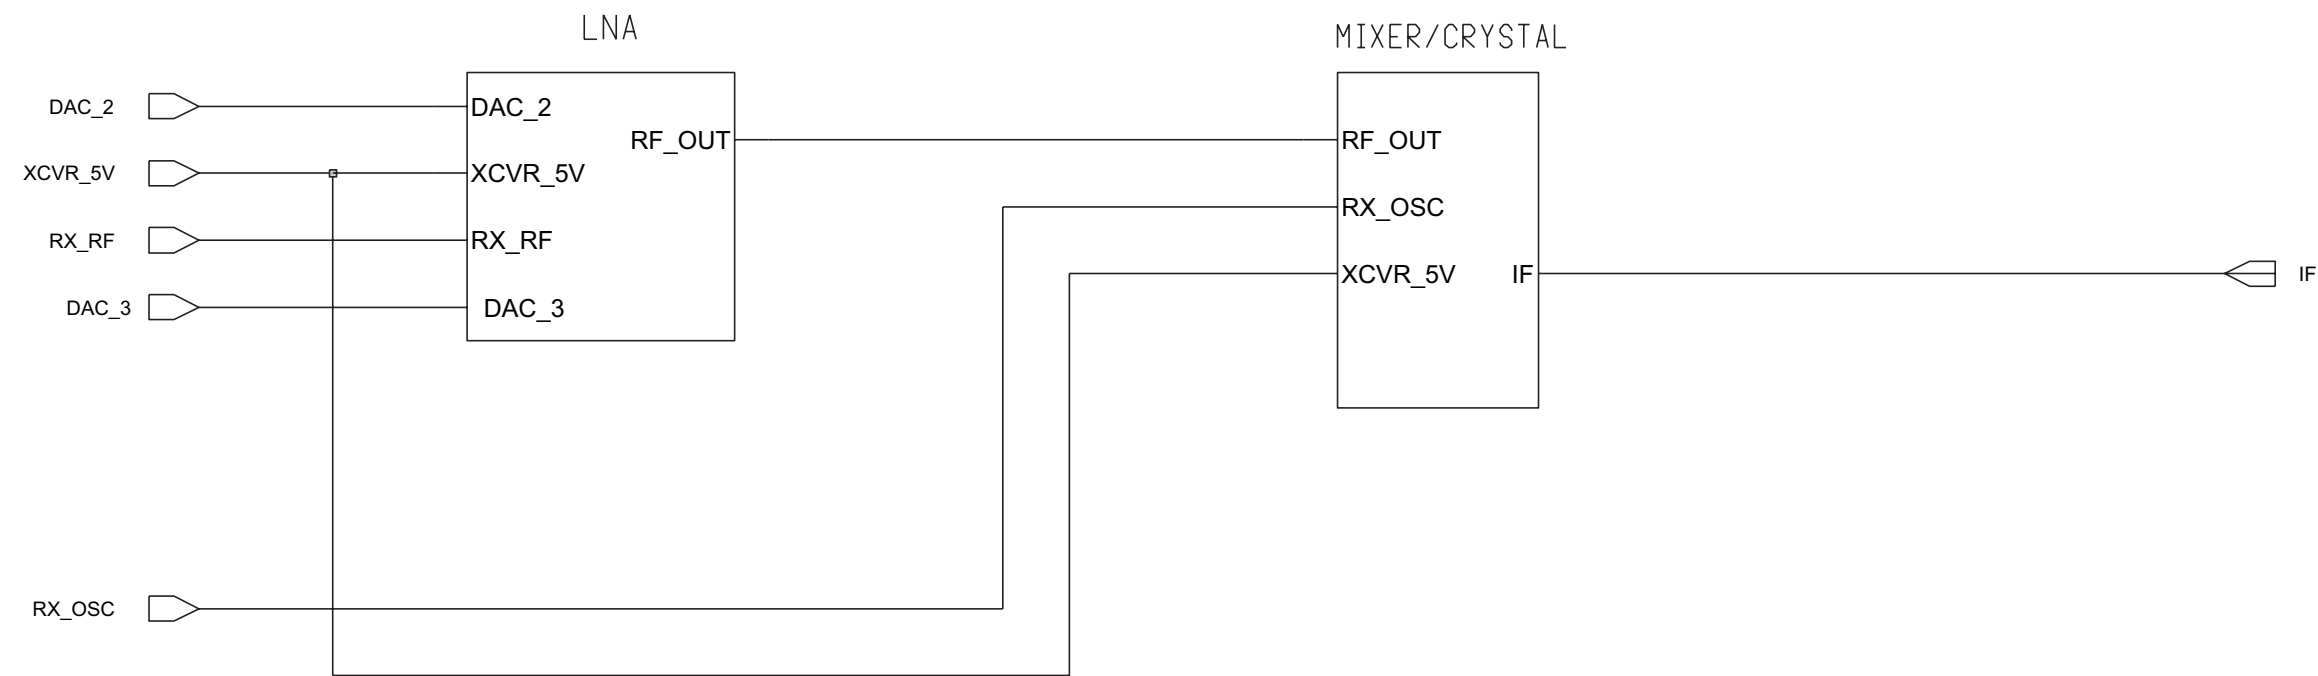 LNA
MIXER/CRYSTAL
DAC_2
XCVR_5V
RX_RF
DAC_3
RX_OSC
DAC_2
XCVR_5V
RX_RF
DAC_3
RF_OUT
RF_OUT
RX_OSC
XCVR_5V
IF
IF